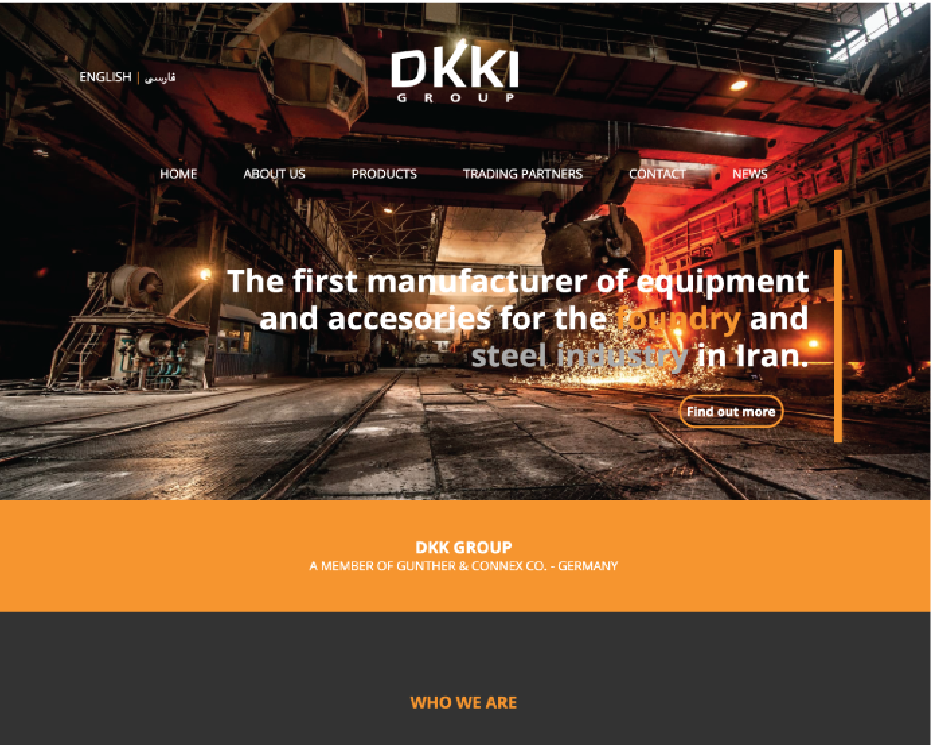 DKKI
GROUP
ENGLISH | فارسی
HOME ABOUT US PRODUCTS TRADING PARTNERS CONTACT NEWS
The first manufacturer of equipment
and accesories for the foundry and
steel industry in Iran.
Find out more
DKK GROUP
A MEMBER OF GUNTHER & CONNEX CO. - GERMANY
WHO WE ARE